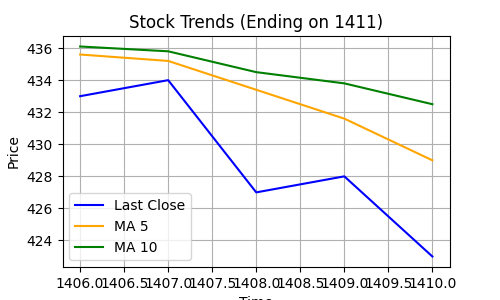 Stock Trends (Ending on 1411)
436
434
432
430
428
426
424
Price
Last Close
MA 5
MA 10
1406.0 1406.5 1407.0 1407.5 1408.0 1408.5 1409.0 1409.5 1410.0
Time